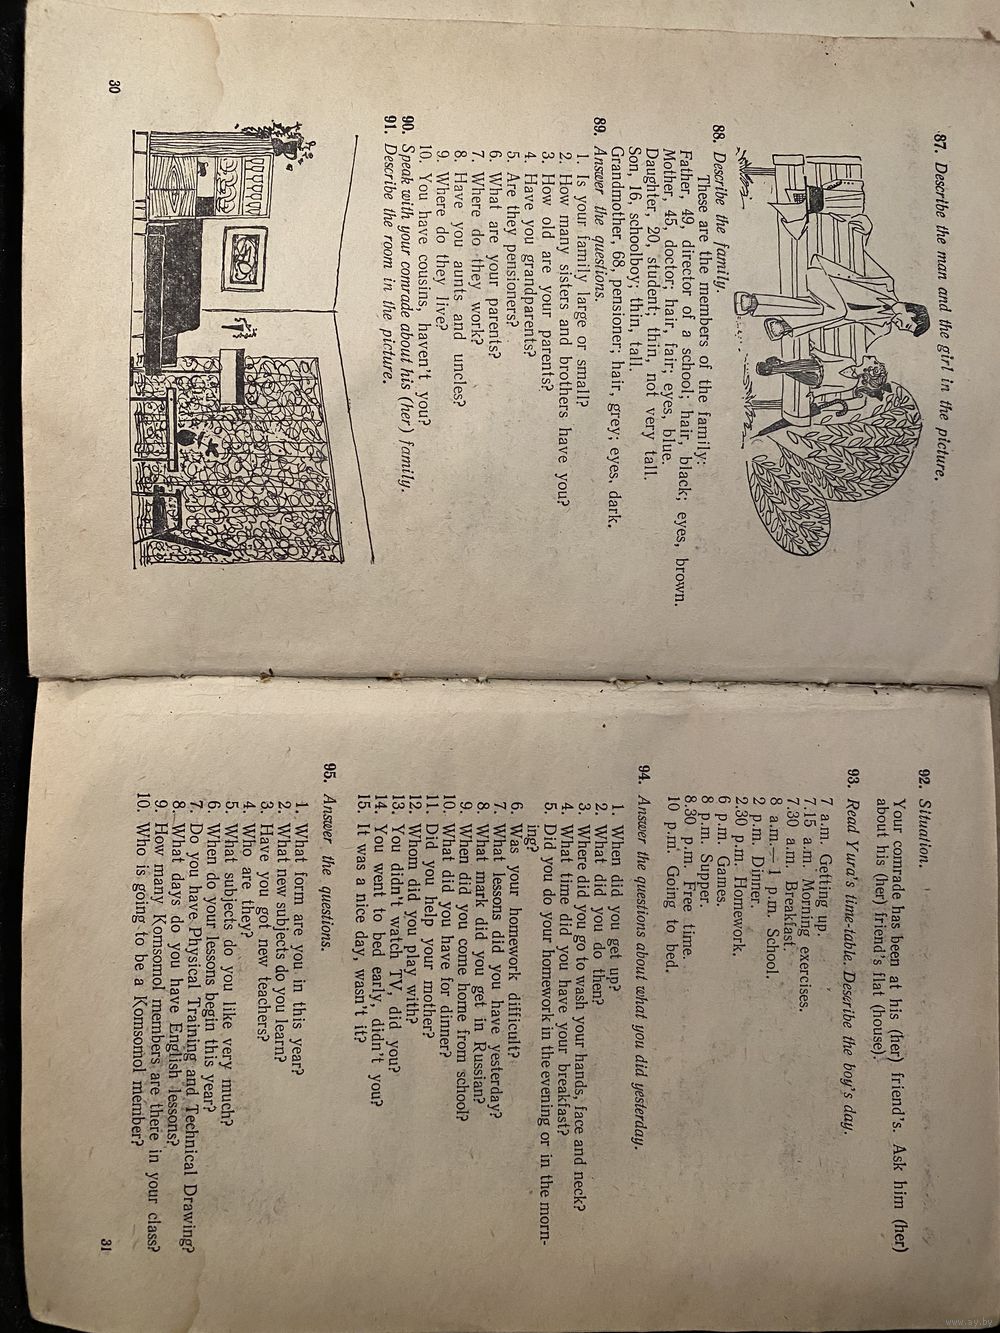 87. Describe the man and the girl in the picture.
88. Describe the family.
These are the members of the family:
Father, 49, director of a school; hair, black; eyes, brown.
Mother, 45, doctor; hair, fair; eyes, blue.
Daughter, 20, student; thin, not very tall.
Son, 16, schoolboy; thin, tall.
Grandmother, 68, pensioner; hair, grey; eyes, dark.
89. Answer the questions.
1. Is your family large or small?
2. How many sisters and brothers have you?
3. How old are your parents?
4. Have you grandparents?
5. Are they pensioners?
6. What are your parents?
7. Where do they work?
8. Have you aunts and uncles?
9. Where do they live?
10. You have cousins, haven't you?
90. Speak with your comrade about his (her) family.
91. Describe the room in the picture.
30
92. Situation.
Your comrade has been at his (her) friend's. Ask him (her)
about his (her) friend's flat (house).
93. Read Yura's time-table. Describe the boy's day.
7 a.m. Getting up.
7.15 a.m. Morning exercises.
7.30 a.m. Breakfast.
8 a.m.—1 p.m. School.
2 p.m. Dinner.
2.30 p.m. Homework.
6 p.m. Games.
8 p.m. Supper.
8.30 p.m. Free time.
10 p.m. Going to bed.
94. Answer the questions about what you did yesterday.
1. When did you get up?
2. What did you do then?
3. Where did you go to wash your hands, face and neck?
4. What time did you have your breakfast?
5. Did you do your homework in the evening or in the morn-
ing?
6. Was your homework difficult?
7. What lessons did you have yesterday?
8. What mark did you get in Russian?
9. When did you come home from school?
10. What did you have for dinner?
11. Did you help your mother?
12. Whom did you play with?
13. You didn't watch TV, did you?
14. You went to bed early, didn't you?
15. It was a nice day, wasn't it?
95. Answer the questions.
1. What form are you in this year?
2. What new subjects do you learn?
3. Have you got new teachers?
4. Who are they?
5. What subjects do you like very much?
6. When do your lessons begin this year?
7. Do you have Physical Training and Technical Drawing?
8. What days do you have English lessons?
9. How many Komsomol members are there in your class?
10. Who is going to be a Komsomol member?
31
www.ay.by